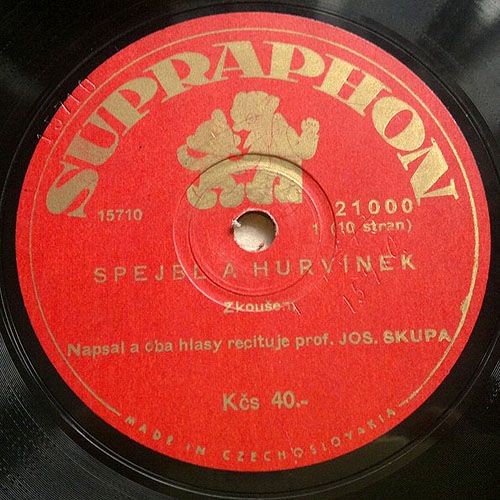 SUPRAPHON
15710
21000
1 (10 stran)
SPEJBL A HURVÍNEK
Zkoušení
Napsal a oba hlasy recituje prof. JOS. SKUPA
Kčs 40.-
MADE IN CZECHOSLOVAKIA
15710